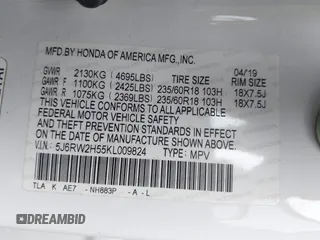 MFD.BY HONDA OF AMERICA MFG.,INC. 04/19
GVWR 2130KG (4695LBS) TIRE SIZE RIM SIZE
GAWR F 1100KG (2425LBS) 235/60R18 103H 18X7.5J
GAWR R 1075KG (2369LBS) 235/60R18 103H 18X7.5J
THIS VEHICLE CONFORMS TO ALL APPLICABLE
FEDERAL MOTOR VEHICLE SAFETY, BUMPER,
AND THEFT PREVENTION STANDARDS IN EFFECT
ON THE DATE OF MANUFACTURE SHOWN ABOVE.
V.I.N.: 5J6RW2H55KL009824 TYPE: MPV
TLA K AE7 - NH883P - A - L
DREAMBID